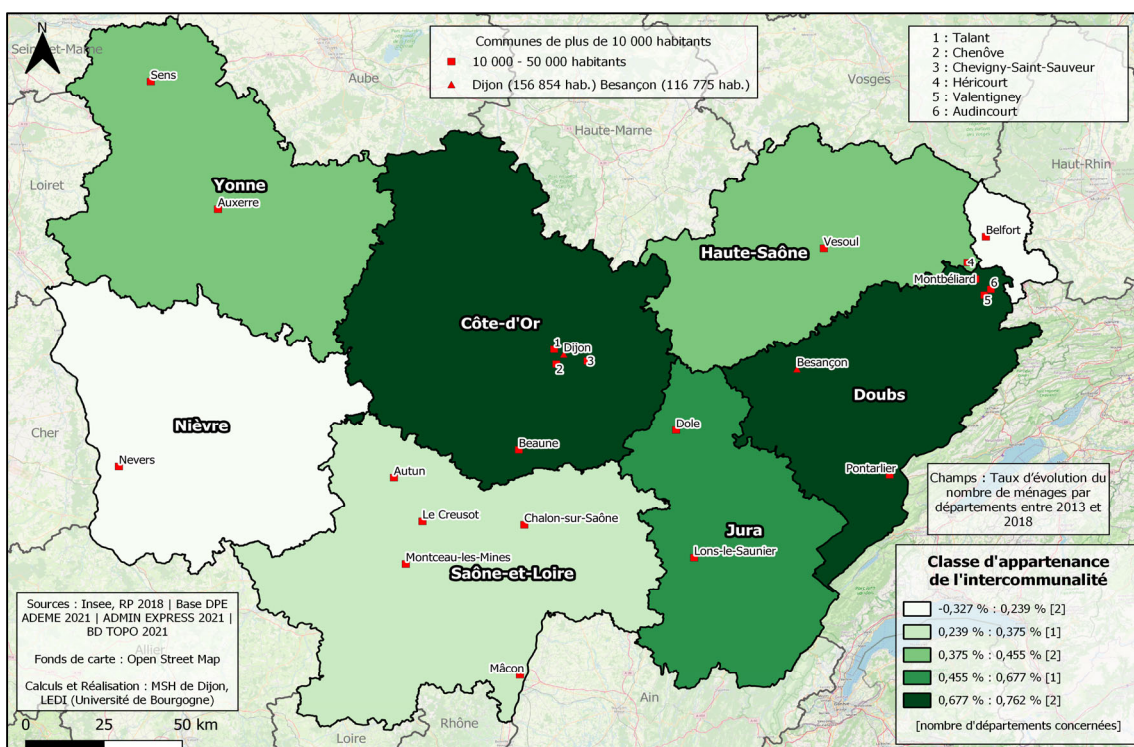 N
Seine-et-Marne
Aube
Vosges
Haute-Marne
Haut-Rhin
Loiret
Cher
Allier
Loire
Rhône
Ain
Communes de plus de 10 000 habitants
10 000 - 50 000 habitants
Dijon (156 854 hab.) Besançon (116 775 hab.)
1 : Talant
2 : Chenôve
3 : Chevigny-Saint-Sauveur
4 : Héricourt
5 : Valentigney
6 : Audincourt
Sens
Yonne
Auxerre
Haute-Saône
Vesoul
Belfort
4
Montbéliard
6
5
Côte-d'Or
1
Dijon
2
3
Besançon
Doubs
Nièvre
Nevers
Beaune
Dole
Autun
Pontarlier
Le Creusot
Chalon-sur-Saône
Jura
Lons-le-Saunier
Montceau-les-Mines
Saône-et-Loire
Mâcon
Champs : Taux d'évolution du
nombre de ménages par
départements entre 2013 et
2018
Classe d'appartenance
de l'intercommunalité
-0,327 % : 0,239 % [2]
0,239 % : 0,375 % [1]
0,375 % : 0,455 % [2]
0,455 % : 0,677 % [1]
0,677 % : 0,762 % [2]
[nombre de départements concernées]
Sources : Insee, RP 2018 | Base DPE
ADEME 2021 | ADMIN EXPRESS 2021 |
BD TOPO 2021
Fonds de carte : Open Street Map
Calculs et Réalisation : MSH de Dijon,
LEDI (Université de Bourgogne)
0 25 50 km